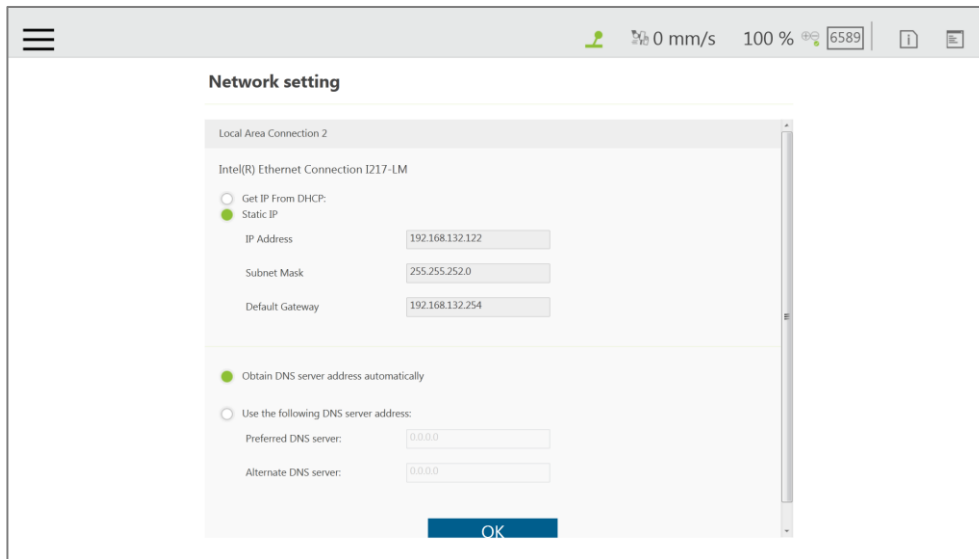 0 mm/s 100 % 6589
Network setting
Local Area Connection 2
Intel(R) Ethernet Connection I217-LM
Get IP From DHCP:
Static IP
IP Address 192.168.132.122
Subnet Mask 255.255.252.0
Default Gateway 192.168.132.254
Obtain DNS server address automatically
Use the following DNS server address:
Preferred DNS server: 0.0.0.0
Alternate DNS server: 0.0.0.0
OK